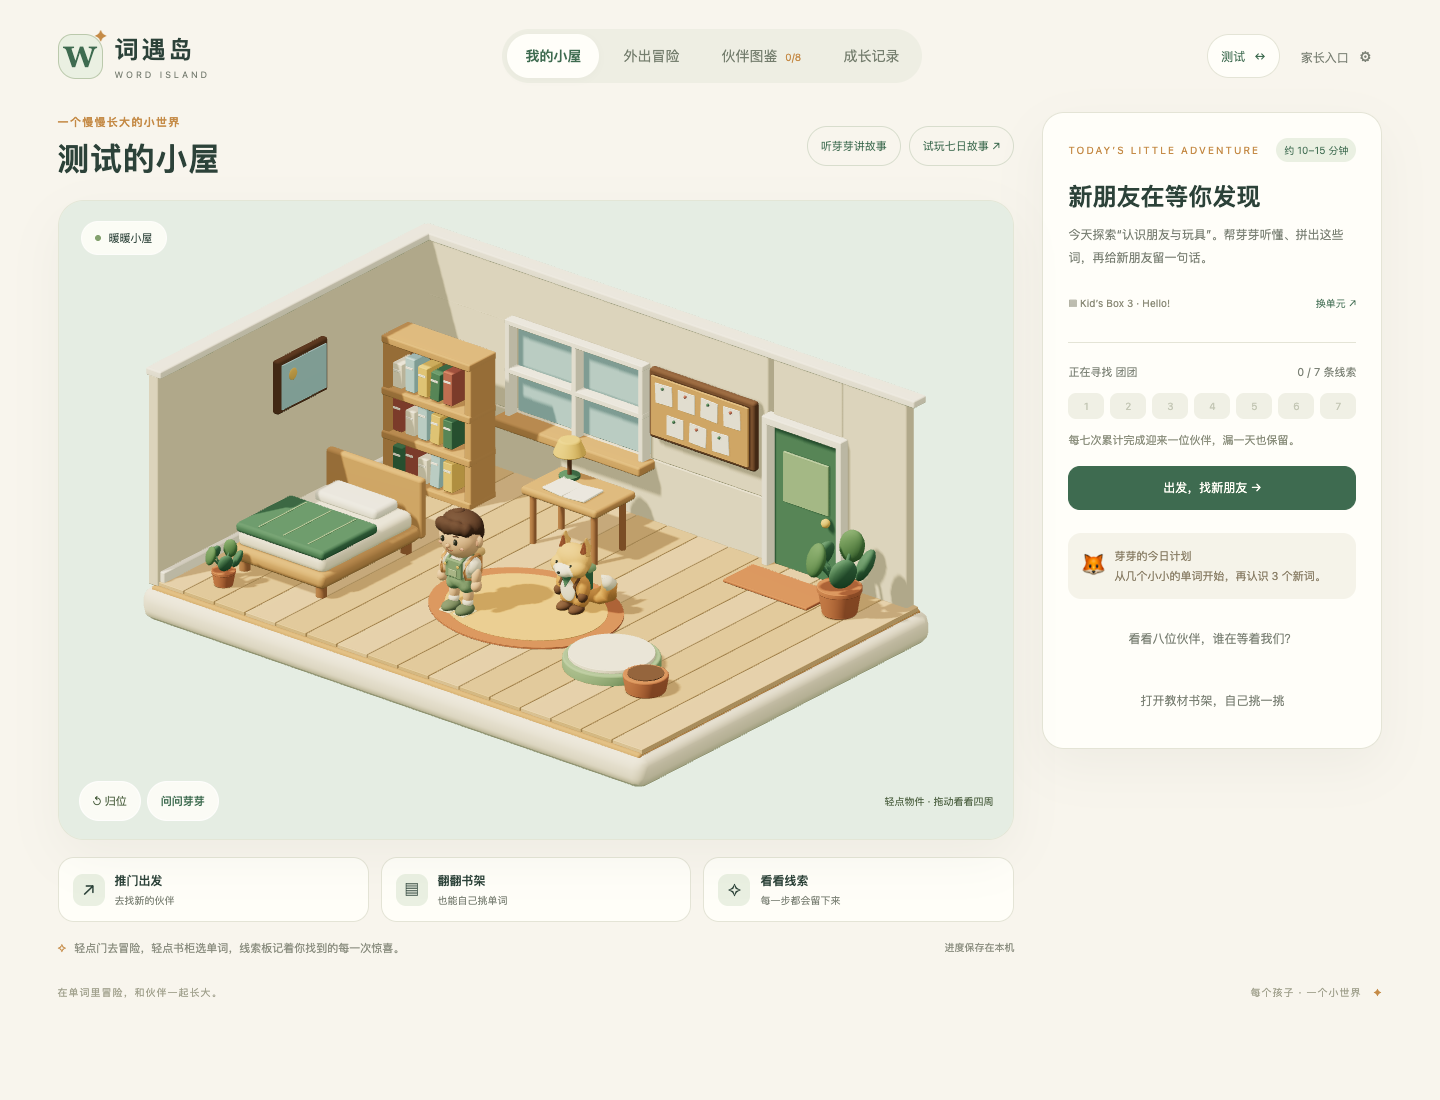 W
词遇岛
WORD ISLAND
我的小屋
外出冒险
伙伴图鉴 0/8
成长记录
测试 ↔
家长入口 ⚙
一个慢慢长大的小世界
测试的小屋
听芽芽讲故事
试玩七日故事 ↗
暖暖小屋
↺ 归位
问问芽芽
轻点物件 · 拖动看看四周
推门出发
去找新的伙伴
翻翻书架
也能自己挑单词
看看线索
每一步都会留下来
✧ 轻点门去冒险，轻点书柜选单词，线索板记着你找到的每一次惊喜。
进度保存在本机
TODAY'S LITTLE ADVENTURE
约 10–15 分钟
新朋友在等你发现
今天探索“认识朋友与玩具”。帮芽芽听懂、拼出这些
词，再给新朋友留一句话。
▤ Kid's Box 3 · Hello!
换单元 ↗
正在寻找 团团
0 / 7 条线索
1 2 3 4 5 6 7
每七次累计完成迎来一位伙伴，漏一天也保留。
出发，找新朋友 →
芽芽的今日计划
从几个小小的单词开始，再认识 3 个新词。
看看八位伙伴，谁在等着我们？
打开教材书架，自己挑一挑
在单词里冒险，和伙伴一起长大。
每个孩子 · 一个小世界 ✦